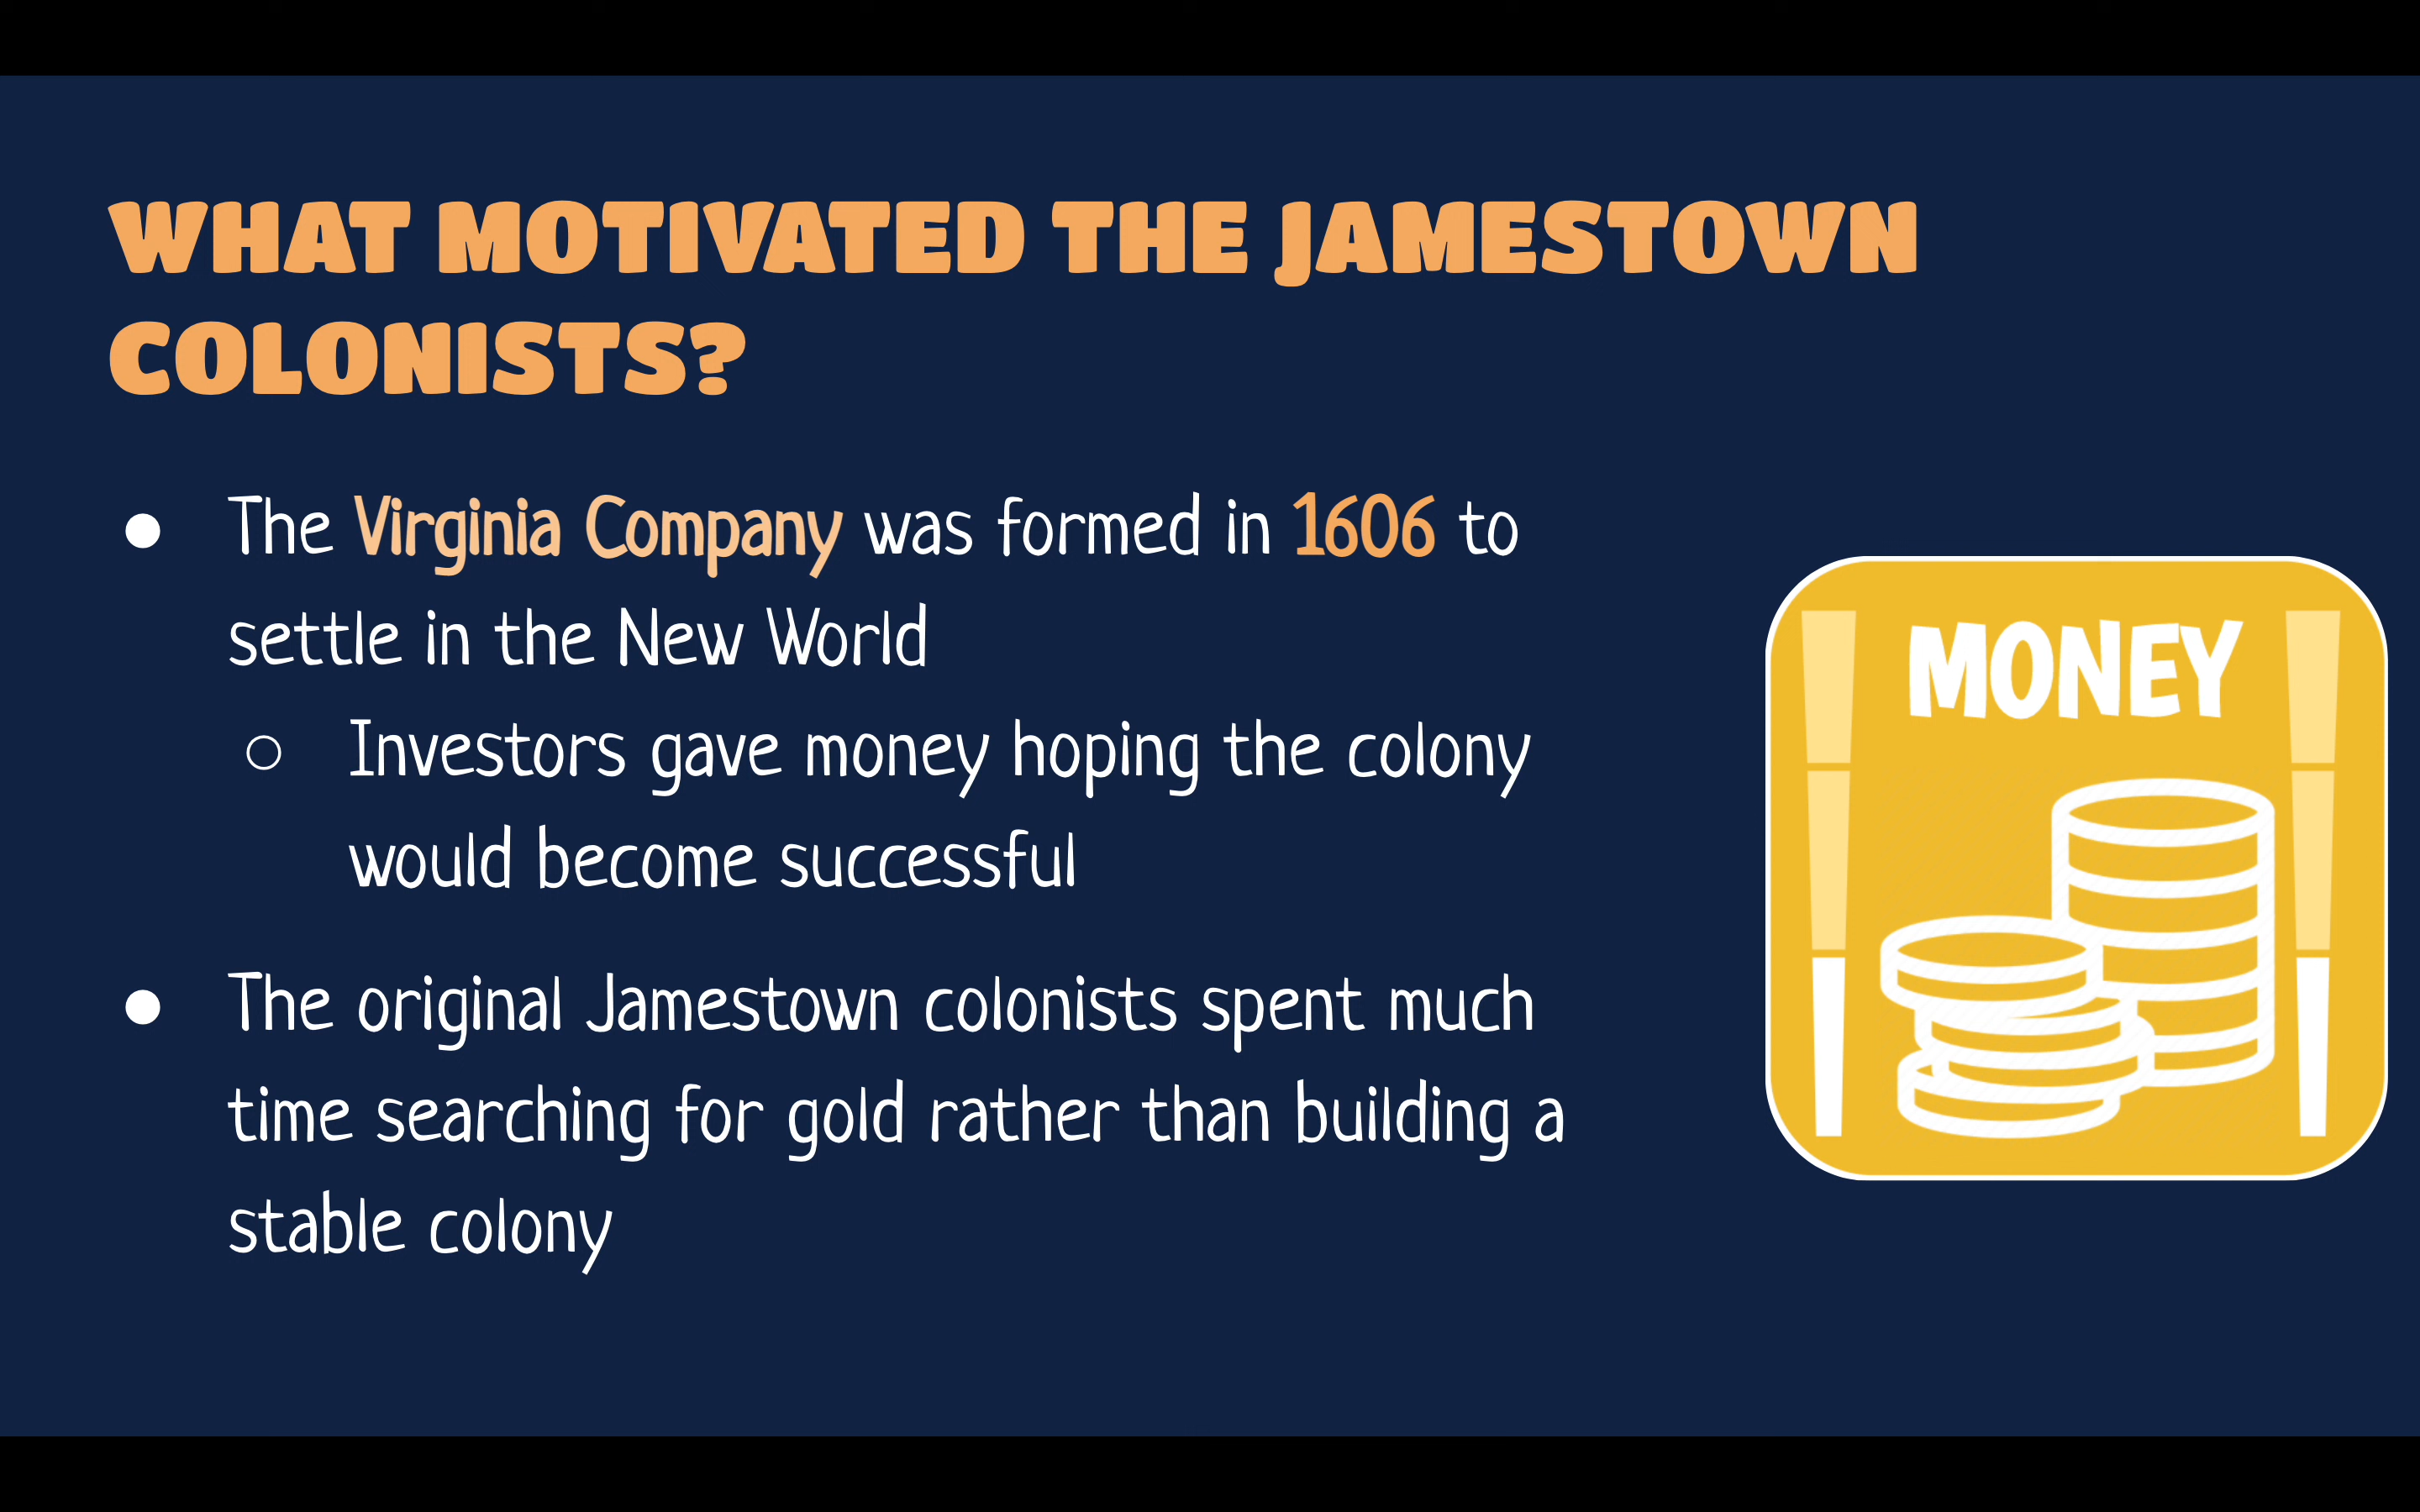 WHAT MOTIVATED THE JAMESTOWN
COLONISTS?
● The Virginia Company was formed in 1606 to
settle in the New World
○ Investors gave money hoping the colony
would become successful
● The original Jamestown colonists spent much
time searching for gold rather than building a
stable colony
MONEY